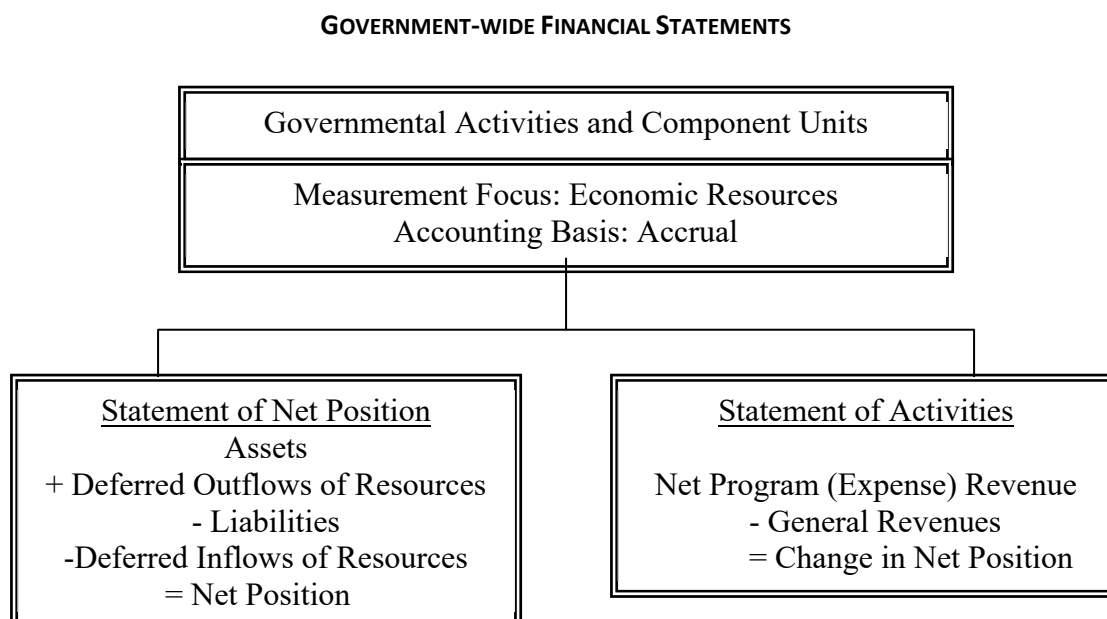 GOVERNMENT-WIDE FINANCIAL STATEMENTS
Governmental Activities and Component Units
Measurement Focus: Economic Resources
Accounting Basis: Accrual
Statement of Net Position
Assets
+ Deferred Outflows of Resources
- Liabilities
-Deferred Inflows of Resources
= Net Position
Statement of Activities
Net Program (Expense) Revenue
- General Revenues
= Change in Net Position